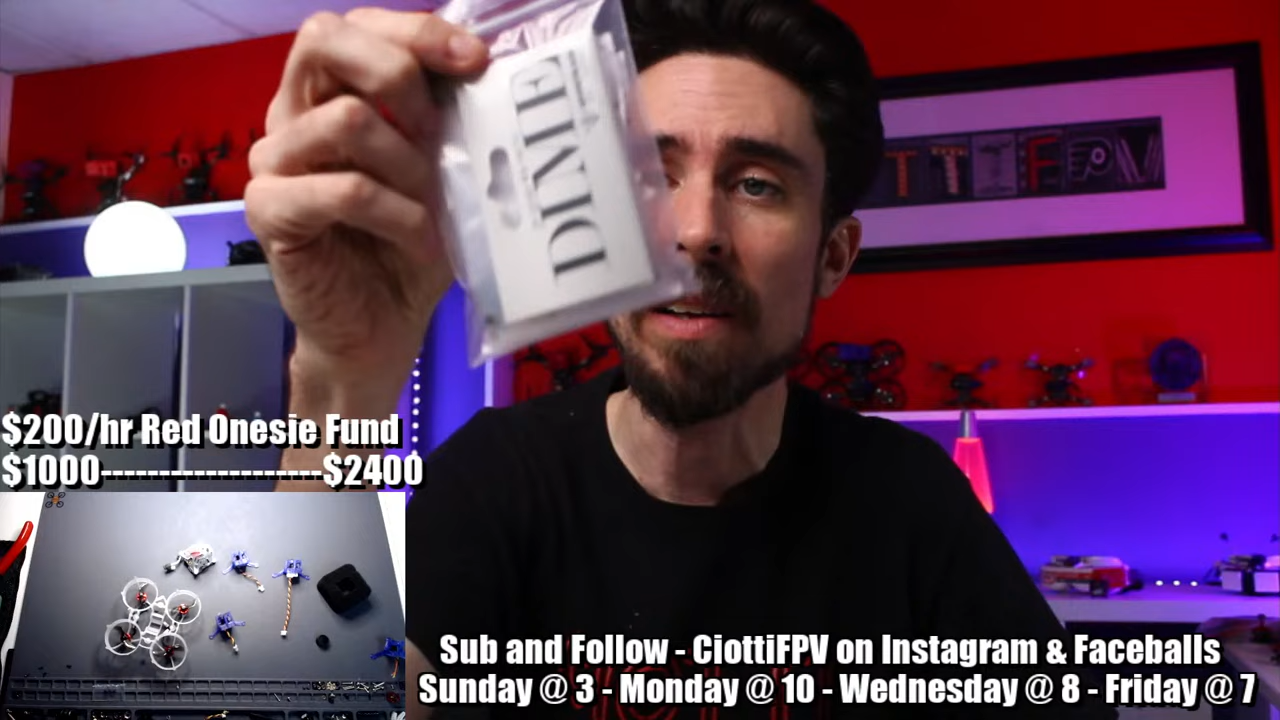 DIME
TTIFPV
$200/hr Red Onesie Fund
$1000-------------------$2400
Sub and Follow - CiottiFPV on Instagram & Faceballs
Sunday @ 3 - Monday @ 10 - Wednesday @ 8 - Friday @ 7